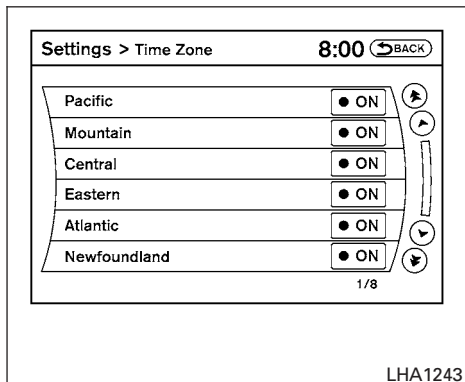 Settings > Time Zone 8:00 BACK
Pacific ON
Mountain ON
Central ON
Eastern ON
Atlantic ON
Newfoundland ON
1/8
LHA1243